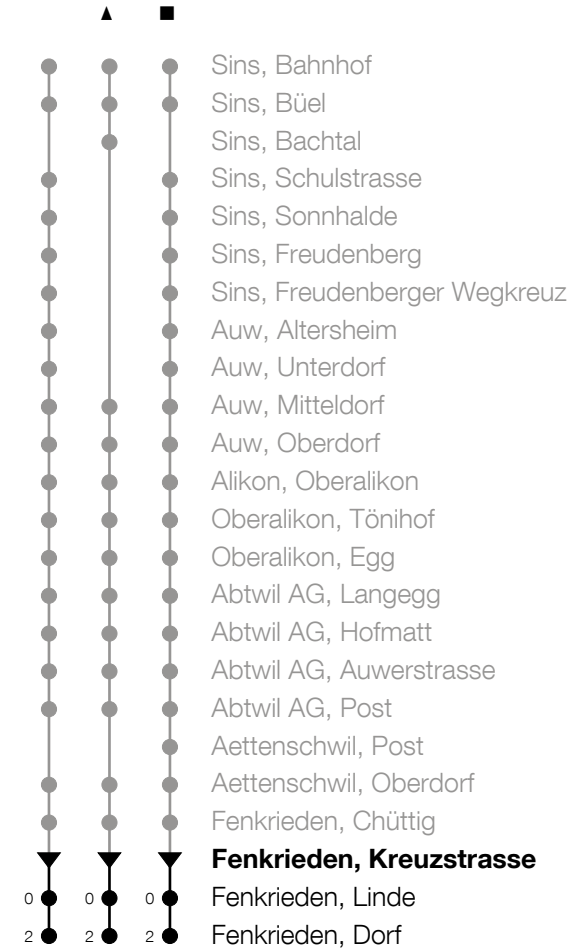 Sins, Bahnhof
Sins, Büel
Sins, Bachtal
Sins, Schulstrasse
Sins, Sonnhalde
Sins, Freudenberg
Sins, Freudenberger Wegkreuz
Auw, Altersheim
Auw, Unterdorf
Auw, Mitteldorf
Auw, Oberdorf
Alikon, Oberalikon
Oberalikon, Tönihof
Oberalikon, Egg
Abtwil AG, Langegg
Abtwil AG, Hofmatt
Abtwil AG, Auwerstrasse
Abtwil AG, Post
Aettenschwil, Post
Aettenschwil, Oberdorf
Fenkrieden, Chüttig
Fenkrieden, Kreuzstrasse
0 0 0 Fenkrieden, Linde
2 2 2 Fenkrieden, Dorf